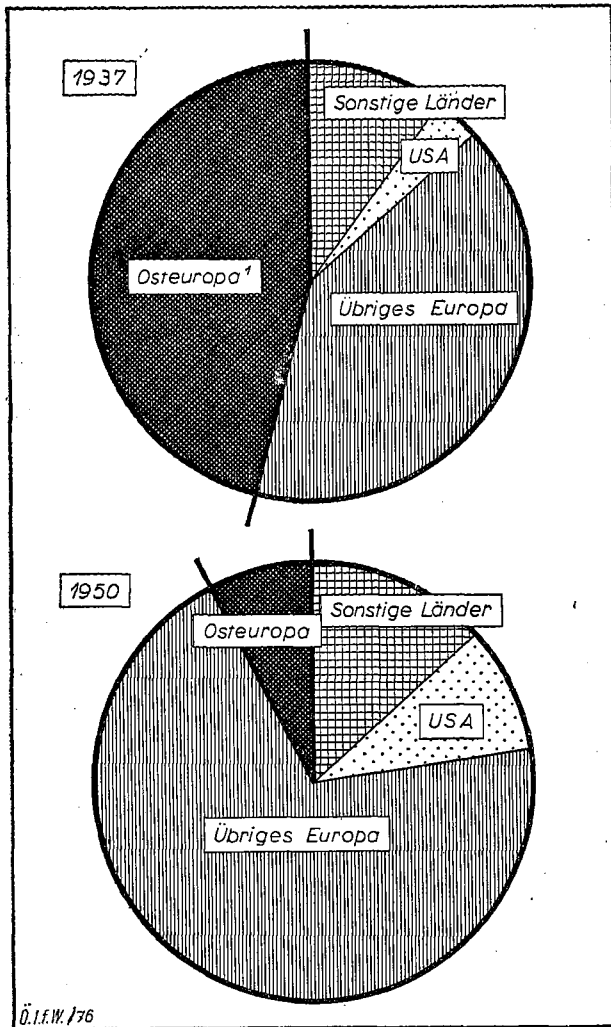 1937
Sonstige Länder
USA
Osteuropa¹
Übriges Europa
1950
Sonstige Länder
Osteuropa
USA
Übriges Europa
Ö.I.f.W./76